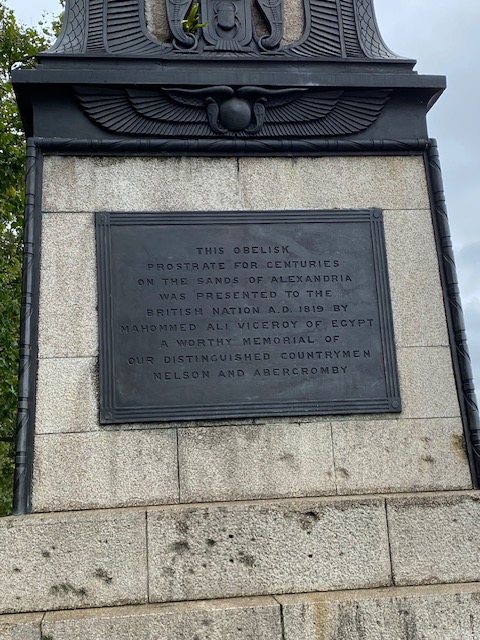 THIS OBELISK
PROSTRATE FOR CENTURIES
ON THE SANDS OF ALEXANDRIA
WAS PRESENTED TO THE
BRITISH NATION A.D. 1819 BY
MAHOMMED ALI VICEROY OF EGYPT
A WORTHY MEMORIAL OF
OUR DISTINGUISHED COUNTRYMEN
NELSON AND ABERCROMBY